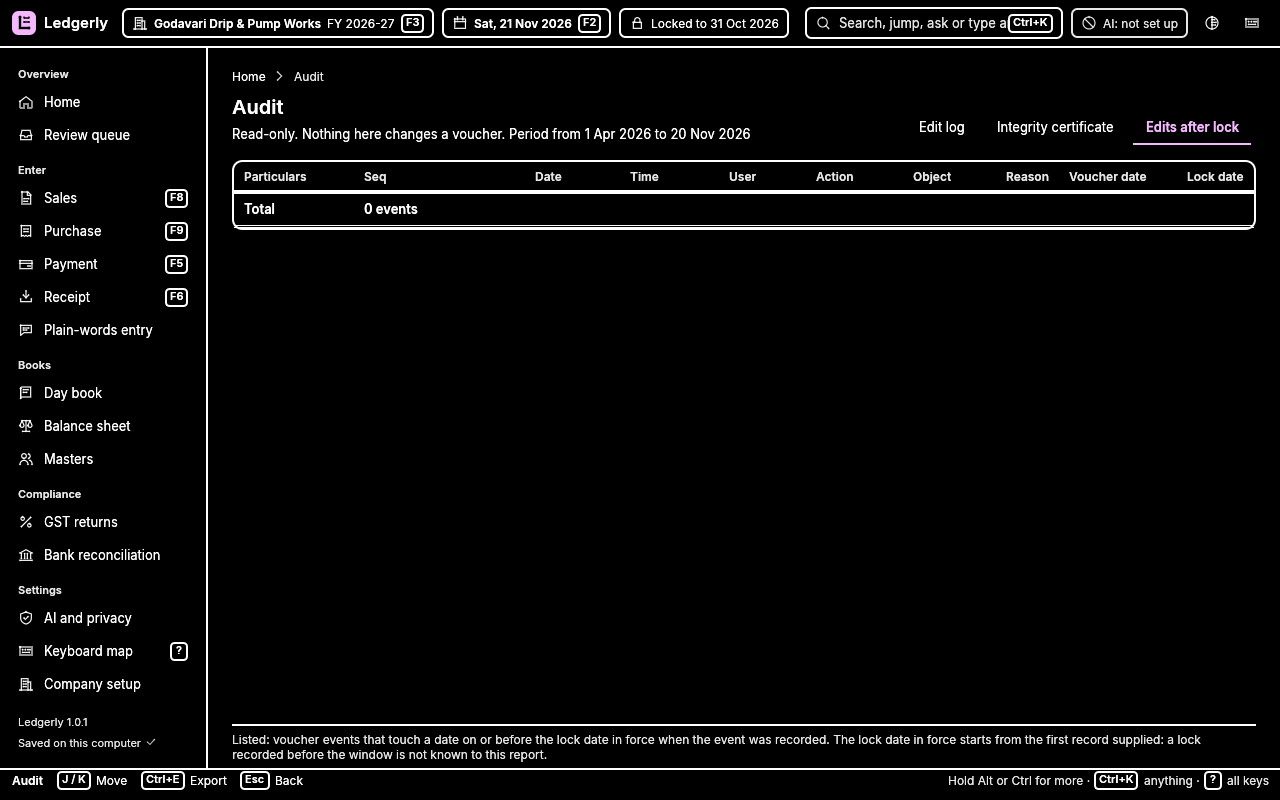 Ledgerly
Godavari Drip & Pump Works FY 2026-27 F3
Sat, 21 Nov 2026 F2
Locked to 31 Oct 2026
Search, jump, ask or type a Ctrl+K
AI: not set up
Overview
Home
Review queue
Enter
Sales F8
Purchase F9
Payment F5
Receipt F6
Plain-words entry
Books
Day book
Balance sheet
Masters
Compliance
GST returns
Bank reconciliation
Settings
AI and privacy
Keyboard map ?
Company setup
Ledgerly 1.0.1
Saved on this computer
Home Audit
Audit
Read-only. Nothing here changes a voucher. Period from 1 Apr 2026 to 20 Nov 2026
Edit log Integrity certificate Edits after lock
Particulars Seq Date Time User Action Object Reason Voucher date Lock date
Total 0 events
Listed: voucher events that touch a date on or before the lock date in force when the event was recorded. The lock date in force starts from the first record supplied: a lock
recorded before the window is not known to this report.
Audit J / K Move Ctrl+E Export Esc Back
Hold Alt or Ctrl for more · Ctrl+K anything · ? all keys